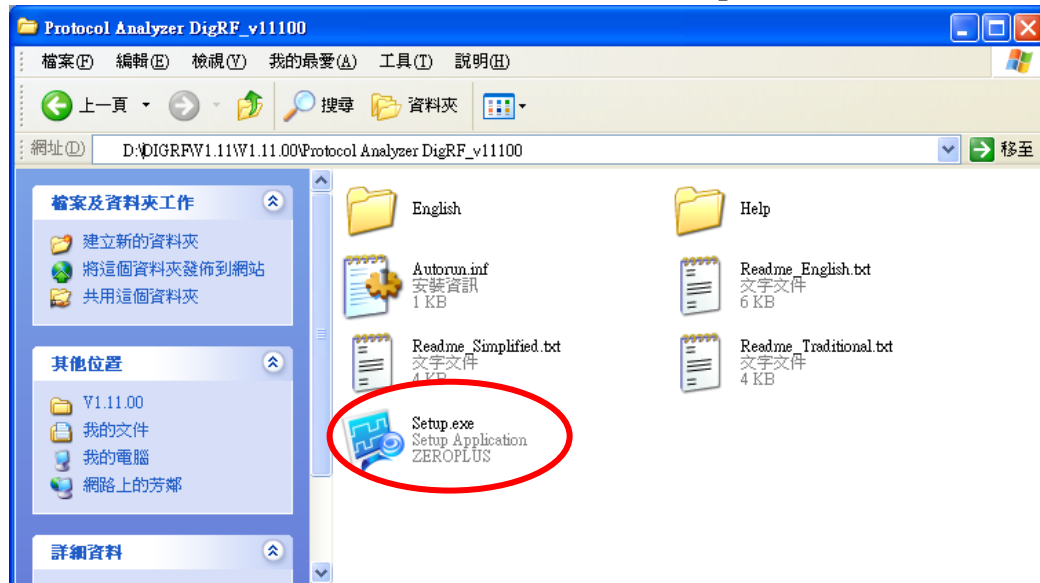 Protocol Analyzer DigRF_v11100
檔案(F) 編輯(E) 檢視(V) 我的最愛(A) 工具(T) 說明(H)
上一頁 搜尋 資料夾
網址(D) D:\DIGRF\V1.11\V1.11.00\Protocol Analyzer DigRF_v11100 移至
檔案及資料夾工作
建立新的資料夾
將這個資料夾發佈到網站
共用這個資料夾
其他位置
V1.11.00
我的文件
我的電腦
網路上的芳鄰
詳細資料
English
Help
Autorun.inf
安裝資訊
1 KB
Readme_English.txt
文字文件
6 KB
Readme_Simplified.txt
文字文件
4 KB
Readme_Traditional.txt
文字文件
4 KB
Setup.exe
Setup Application
ZEROPLUS